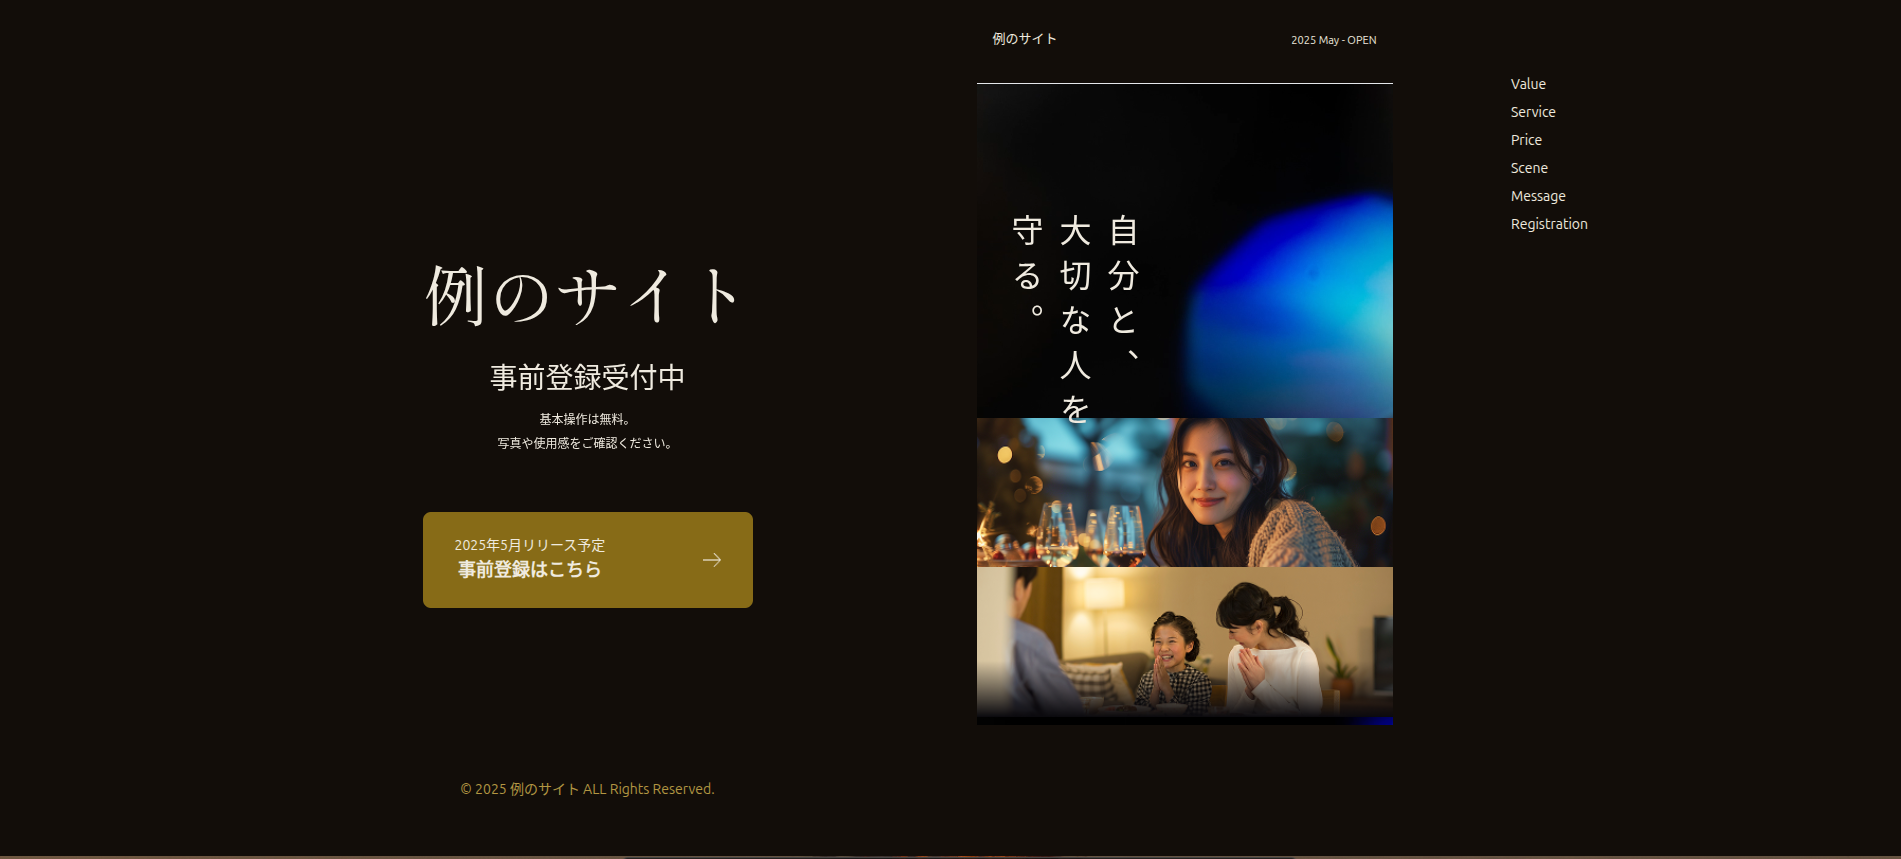 例のサイト
事前登録受付中
基本操作は無料。
写真や使用感をご確認ください。
2025年5月リリース予定
事前登録はこちら
© 2025 例のサイト ALL Rights Reserved.
例のサイト
2025 May - OPEN
自分と、
大切な人を
守る。
Value
Service
Price
Scene
Message
Registration